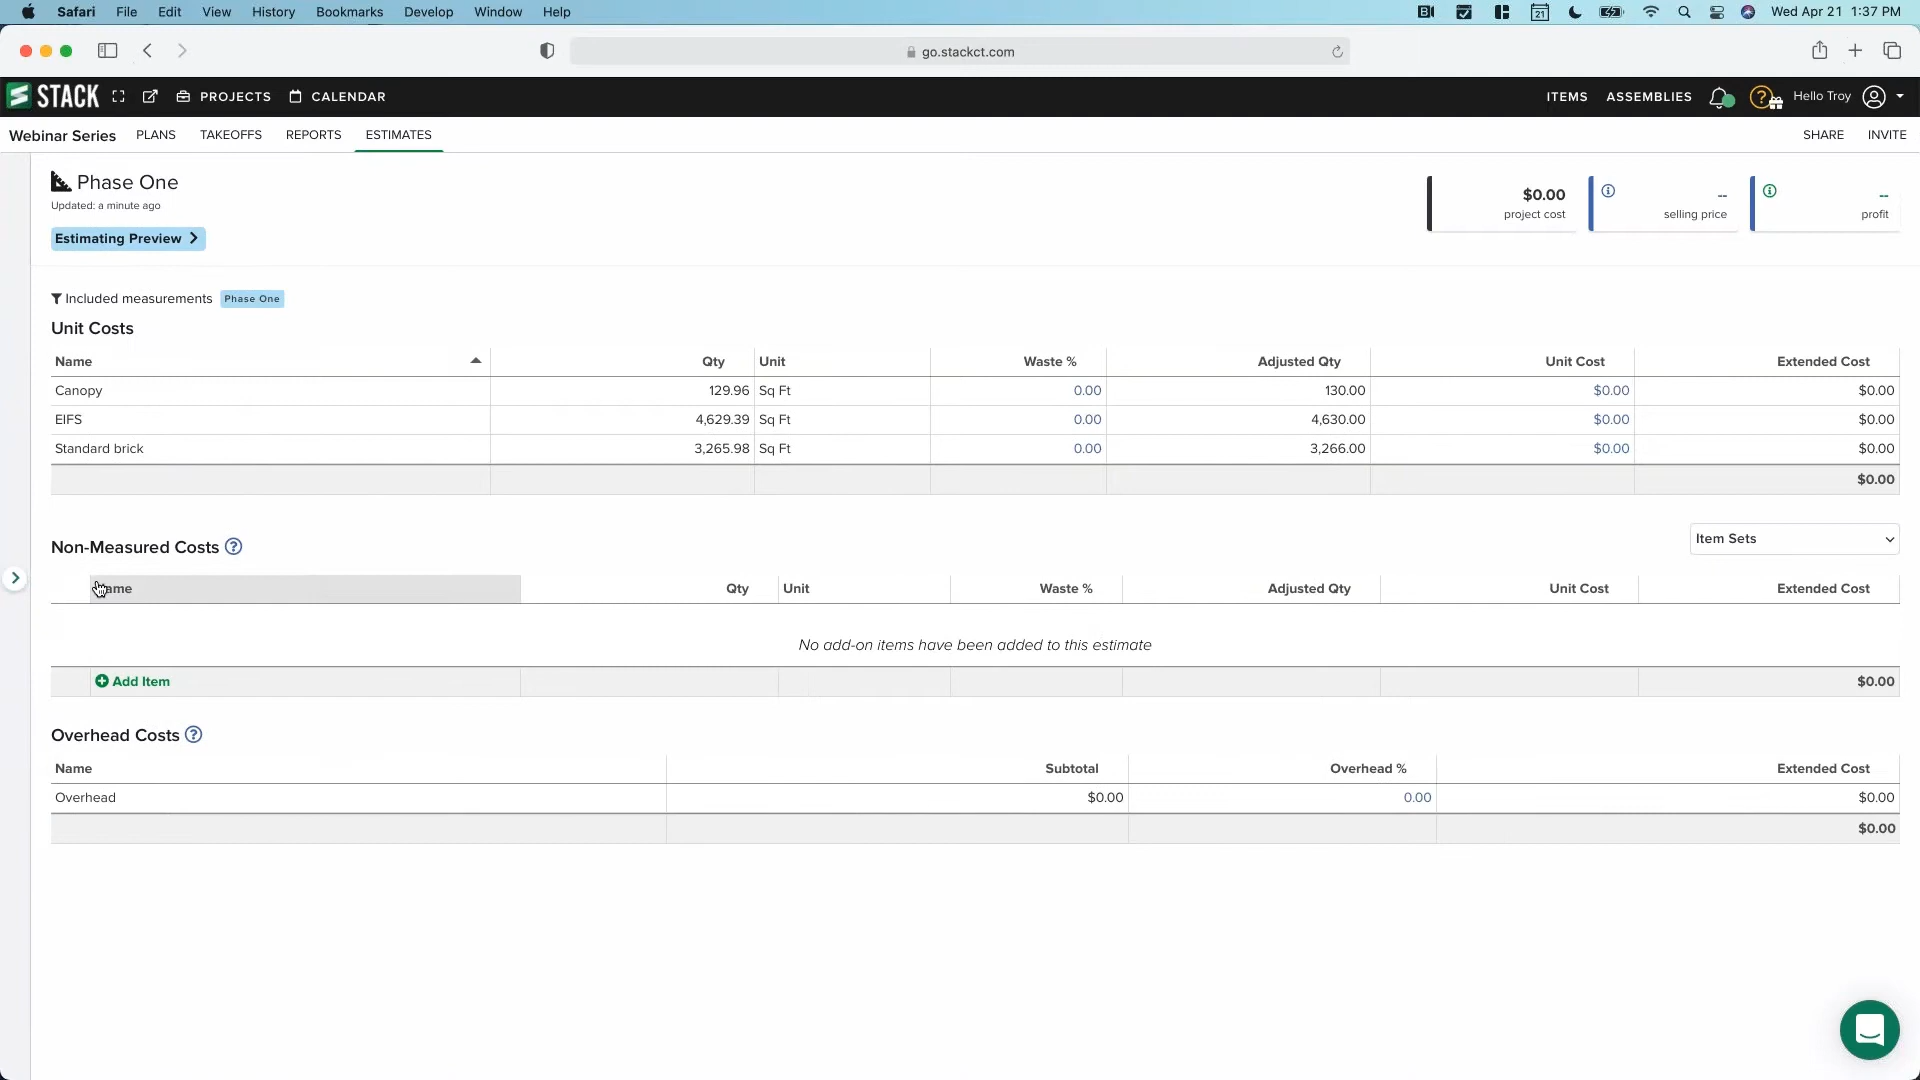 Safari File Edit View History Bookmarks Develop Window Help 21 Wed Apr 21 1:37 PM
go.stackct.com
STACK PROJECTS CALENDAR ITEMS ASSEMBLIES ? Hello Troy
Webinar Series PLANS TAKEOFFS REPORTS ESTIMATES SHARE INVITE
Phase One
Updated: a minute ago
Estimating Preview
$0.00 project cost
-- selling price
-- profit
Included measurements Phase One
Unit Costs
Name Qty Unit Waste % Adjusted Qty Unit Cost Extended Cost
Canopy 129.96 Sq Ft 0.00 130.00 $0.00 $0.00
EIFS 4,629.39 Sq Ft 0.00 4,630.00 $0.00 $0.00
Standard brick 3,265.98 Sq Ft 0.00 3,266.00 $0.00 $0.00
$0.00
Non-Measured Costs ? Item Sets
ame Qty Unit Waste % Adjusted Qty Unit Cost Extended Cost
No add-on items have been added to this estimate
Add Item $0.00
Overhead Costs ?
Name Subtotal Overhead % Extended Cost
Overhead $0.00 0.00 $0.00
$0.00